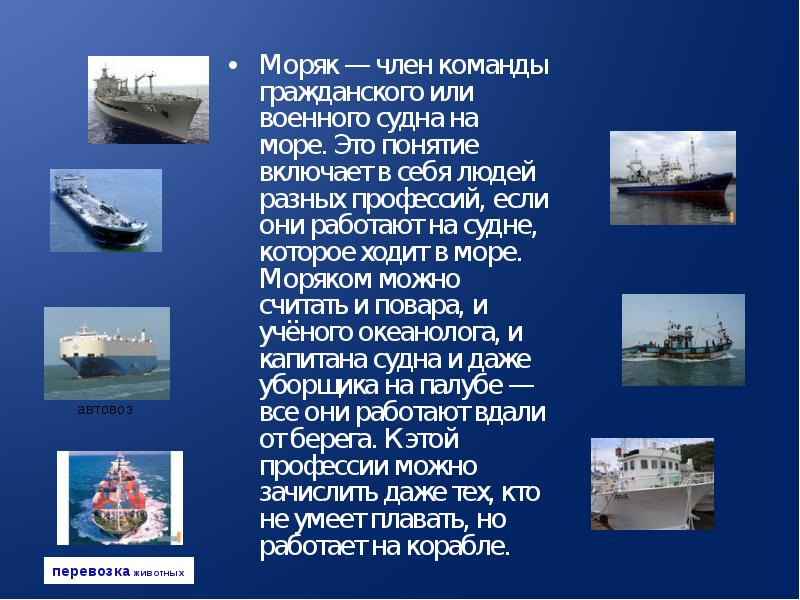 • Моряк — член команды
гражданского или
военного судна на
море. Это понятие
включает в себя людей
разных профессий, если
они работают на судне,
которое ходит в море.
Моряком можно
считать и повара, и
учёного океанолога, и
капитана судна и даже
уборщика на палубе —
все они работают вдали
от берега. К этой
профессии можно
зачислить даже тех, кто
не умеет плавать, но
работает на корабле.
автовоз
перевозка животных